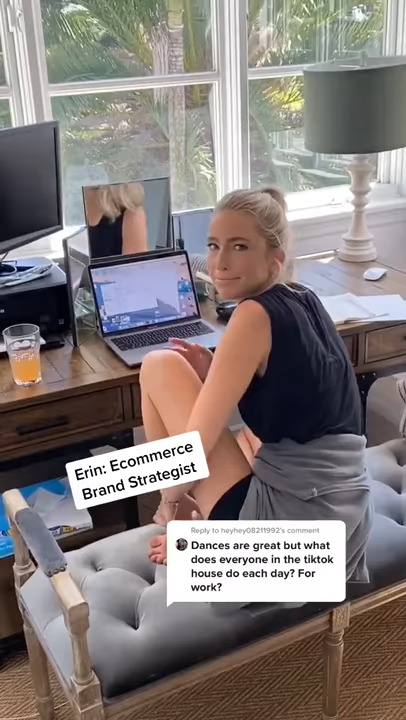 Erin: Ecommerce
Brand Strategist
Reply to heyhey08211992's comment
Dances are great but what
does everyone in the tiktok
house do each day? For
work?